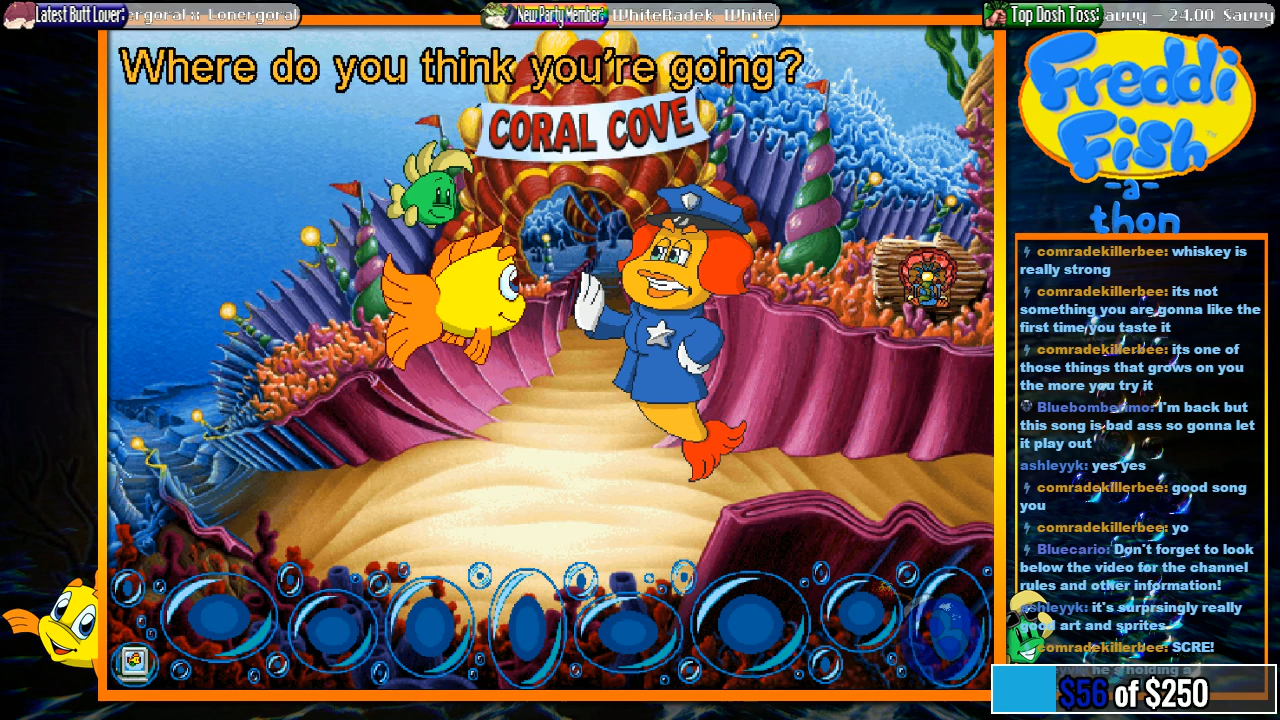 Latest Butt Lover: ergoral :: Lonergoral
New Party Member: WhiteRadek Whitel
Top Dosh Toss: avvy - 24.00 Savvy
Where do you think you're going?
CORAL COVE
Freddi
Fish™
-a-
thon
comradekillerbee: whiskey is
really strong
comradekillerbee: its not
something you are gonna like the
first time you taste it
comradekillerbee: its one of
those things that grows on you
the more you try it
Bluebomberimo: I'm back but
this song is bad ass so gonna let
it play out
ashleyyk: yes yes
comradekillerbee: good song
you
comradekillerbee: yo
Bluecario: Don't forget to look
below the video for the channel
rules and other information!
ashleyyk: it's surprsingly really
good art and sprites
comradekillerbee: SCRE!
he's holding a
$56 of $250